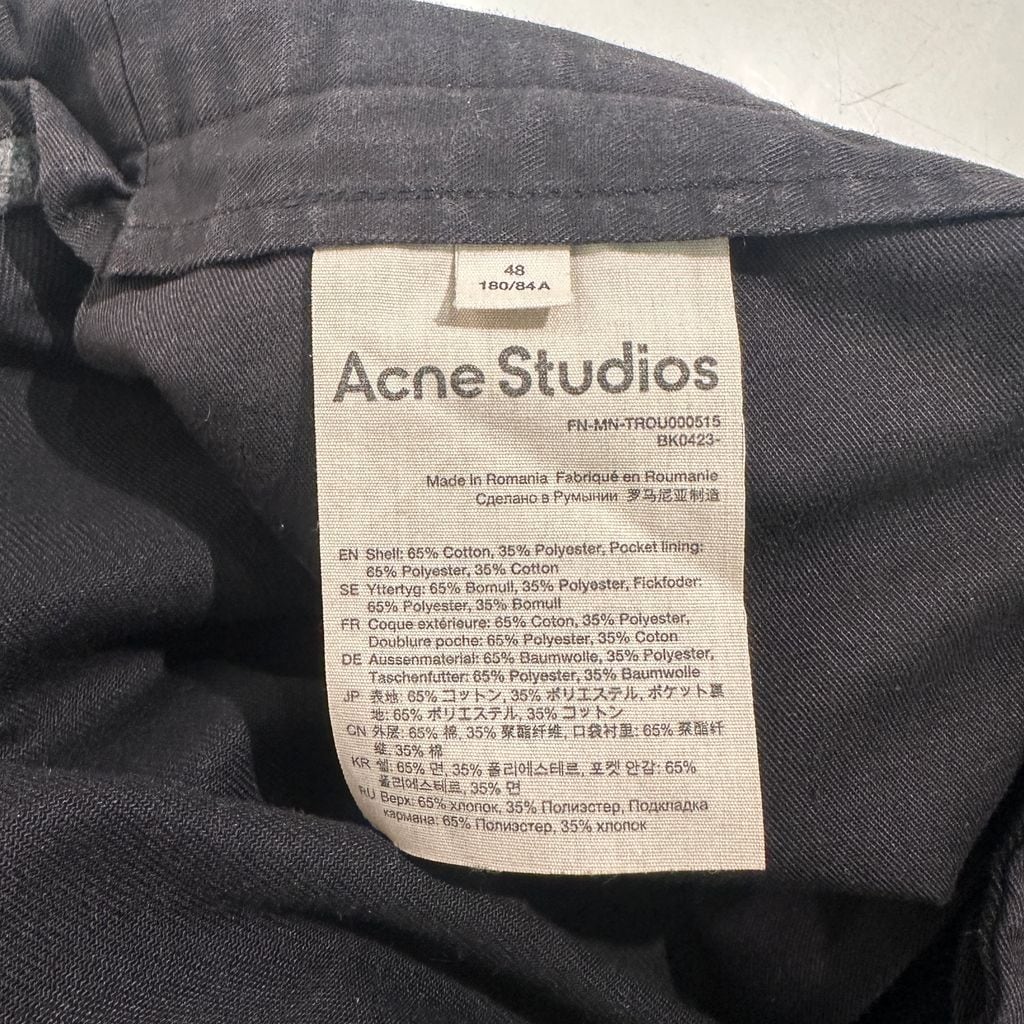 48
180/84A
Acne Studios
FN-MN-TROU000515
BK0423-
Made in Romania Fabriqué en Roumanie
Сделано в Румынии 罗马尼亚制造
EN Shell: 65% Cotton, 35% Polyester, Pocket lining:
65% Polyester, 35% Cotton
SE Yttertyg: 65% Bomull, 35% Polyester, Fickfoder:
65% Polyester, 35% Bomull
FR Coque extérieure: 65% Coton, 35% Polyester,
Doublure poche: 65% Polyester, 35% Coton
DE Aussenmaterial: 65% Baumwolle, 35% Polyester,
Taschenfutter: 65% Polyester, 35% Baumwolle
JP 表地: 65% コットン, 35% ポリエステル, ポケット裏
地: 65% ポリエステル, 35% コットン
CN 外层: 65% 棉, 35% 聚酯纤维, 口袋衬里: 65% 聚酯纤
维, 35% 棉
KR 쉘: 65% 면, 35% 폴리에스테르, 포켓 안감: 65%
폴리에스테르, 35% 면
RU Верх: 65% хлопок, 35% Полиэстер, Подкладка
кармана: 65% Полиэстер, 35% хлопок